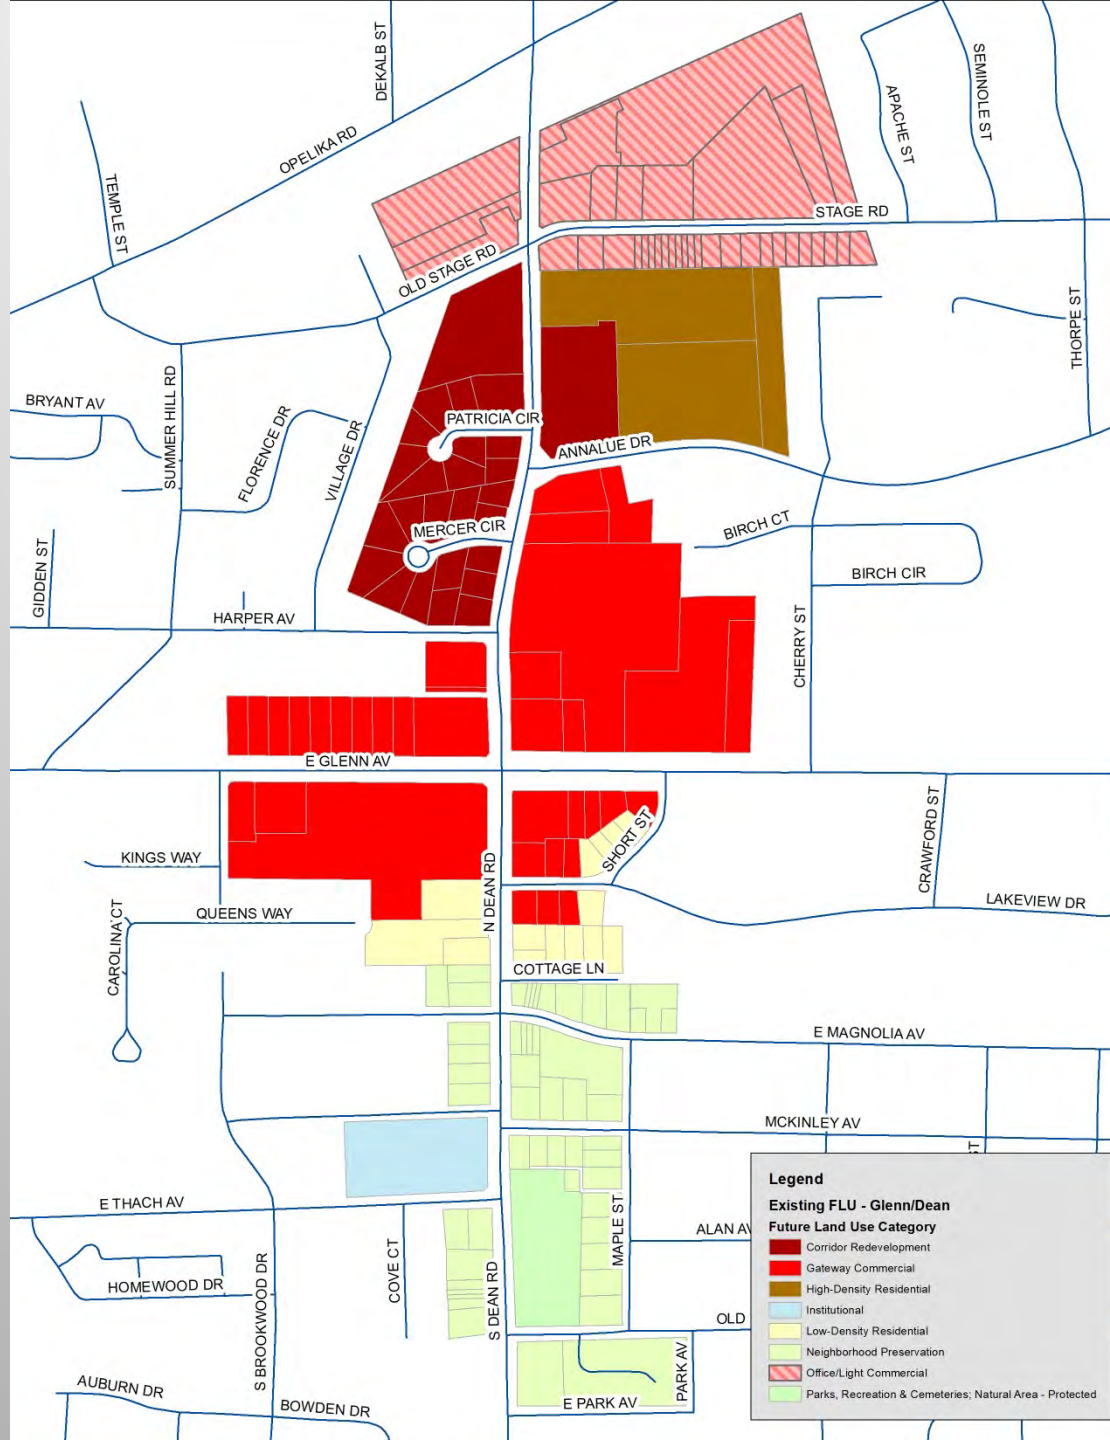 DEKALB ST
SEMINOLE ST
APACHE ST
OPELIKA RD
TEMPLE ST
STAGE RD
OLD STAGE RD
THORPE ST
BRYANT AV
SUMMER HILL RD
FLORENCE DR
VILLAGE DR
PATRICIA CIR
ANNALUE DR
MERCER CIR
BIRCH CT
GIDDEN ST
BIRCH CIR
HARPER AV
CHERRY ST
E GLENN AV
CRAWFORD ST
SHORT ST
KINGS WAY
N DEAN RD
LAKEVIEW DR
QUEENS WAY
CAROLINA CT
COTTAGE LN
E MAGNOLIA AV
MCKINLEY AV
ST
E THACH AV
MAPLE ST
ALAN AV
COVE CT
S DEAN RD
HOMEWOOD DR
S BROOKWOOD DR
OLD
PARK AV
AUBURN DR
E PARK AV
BOWDEN DR
Legend
Existing FLU - Glenn/Dean
Future Land Use Category
Corridor Redevelopment
Gateway Commercial
High-Density Residential
Institutional
Low-Density Residential
Neighborhood Preservation
Office/Light Commercial
Parks, Recreation & Cemeteries; Natural Area - Protected